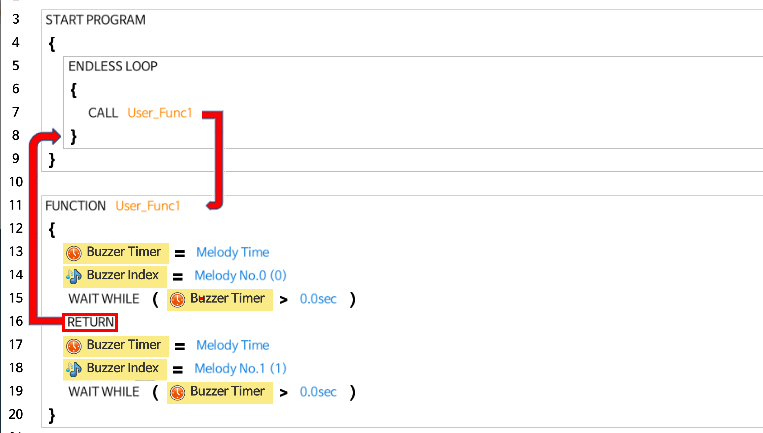 3 START PROGRAM
4 {
5 ENDLESS LOOP
6 {
7 CALL User_Func1
8 }
9 }
10
11 FUNCTION User_Func1
12 {
13 Buzzer Timer = Melody Time
14 Buzzer Index = Melody No.0 (0)
15 WAIT WHILE ( Buzzer Timer > 0.0sec )
16 RETURN
17 Buzzer Timer = Melody Time
18 Buzzer Index = Melody No.1 (1)
19 WAIT WHILE ( Buzzer Timer > 0.0sec )
20 }